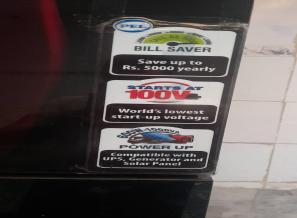 PEL
BILL SAVER
Save up to
Rs. 5000 yearly
STARTS AT
100V
World's lowest
start-up voltage
POWER UP
Compatible with
UPS, Generator and
Solar Panel